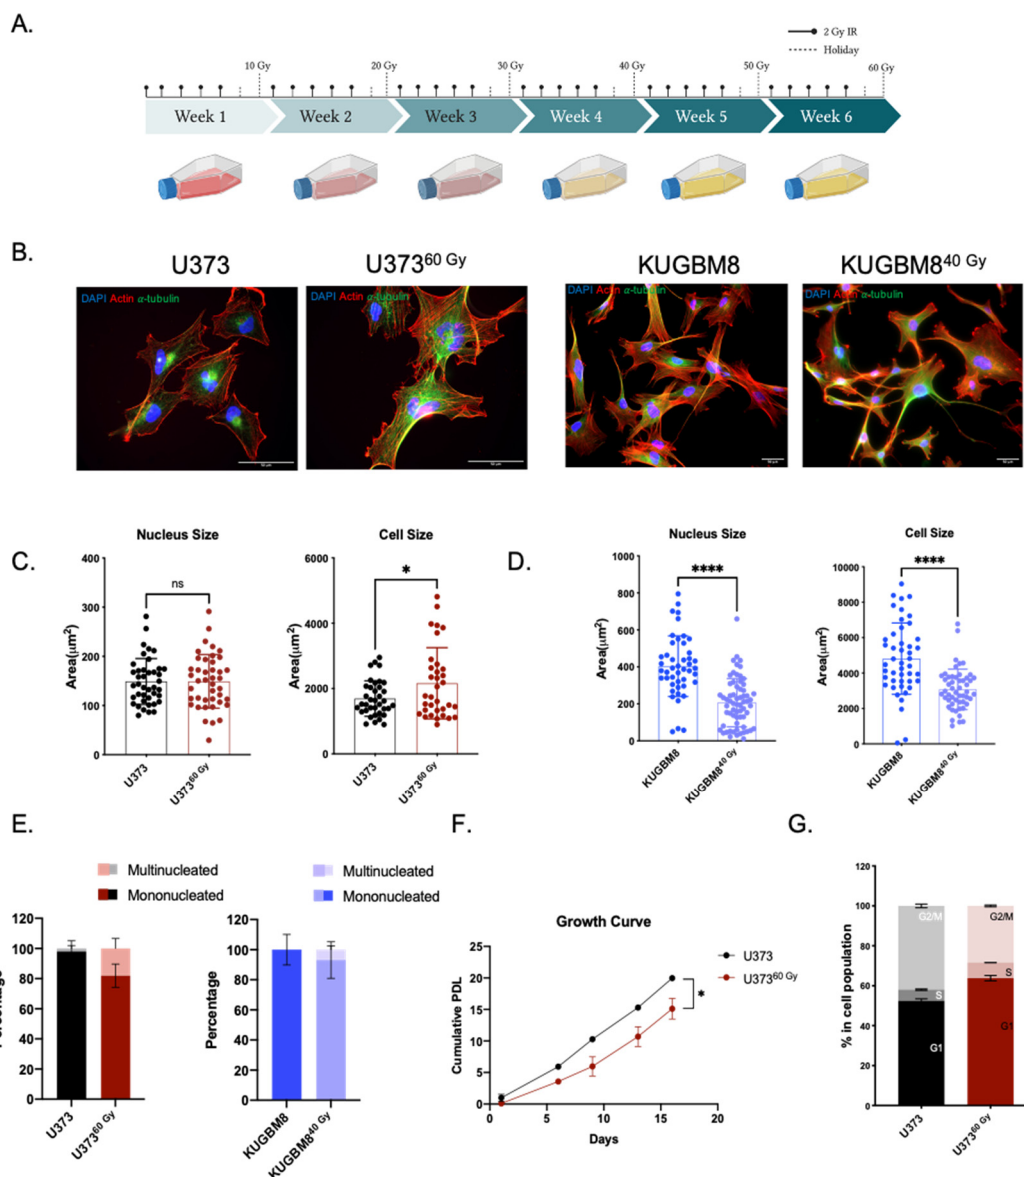 A.
2 Gy IR
Holiday
10 Gy 20 Gy 30 Gy 40 Gy 50 Gy 60 Gy
Week 1 Week 2 Week 3 Week 4 Week 5 Week 6
B.
U373 U373 60 Gy KUGBM8 KUGBM8 40 Gy
DAPI Actin α-tubulin DAPI Actin α-tubulin DAPI Actin α-tubulin DAPI Actin α-tubulin
C.
Nucleus Size
Area(μm²)
400
300
200
100
0
ns
U373
U373 60 Gy
Cell Size
Area(μm²)
6000
4000
2000
0
*
U373
U373 60 Gy
D.
Nucleus Size
Area(μm²)
1000
800
600
400
200
0
****
KUGBM8
KUGBM8 40 Gy
Cell Size
Area(μm²)
10000
8000
6000
4000
2000
0
****
KUGBM8
KUGBM8 40 Gy
E.
Multinucleated
Mononucleated
120
100
80
60
40
20
0
U373
U373 60 Gy
Multinucleated
Mononucleated
Percentage
120
100
80
60
40
20
0
KUGBM8
KUGBM8 40 Gy
F.
Growth Curve
Cumulative PDL
25
20
15
10
5
0
0 5 10 15 20
Days
U373
U373 60 Gy
*
G.
% in cell population
120
100
80
60
40
20
0
G2/M G2/M
S S
G1 G1
U373
U373 60 Gy